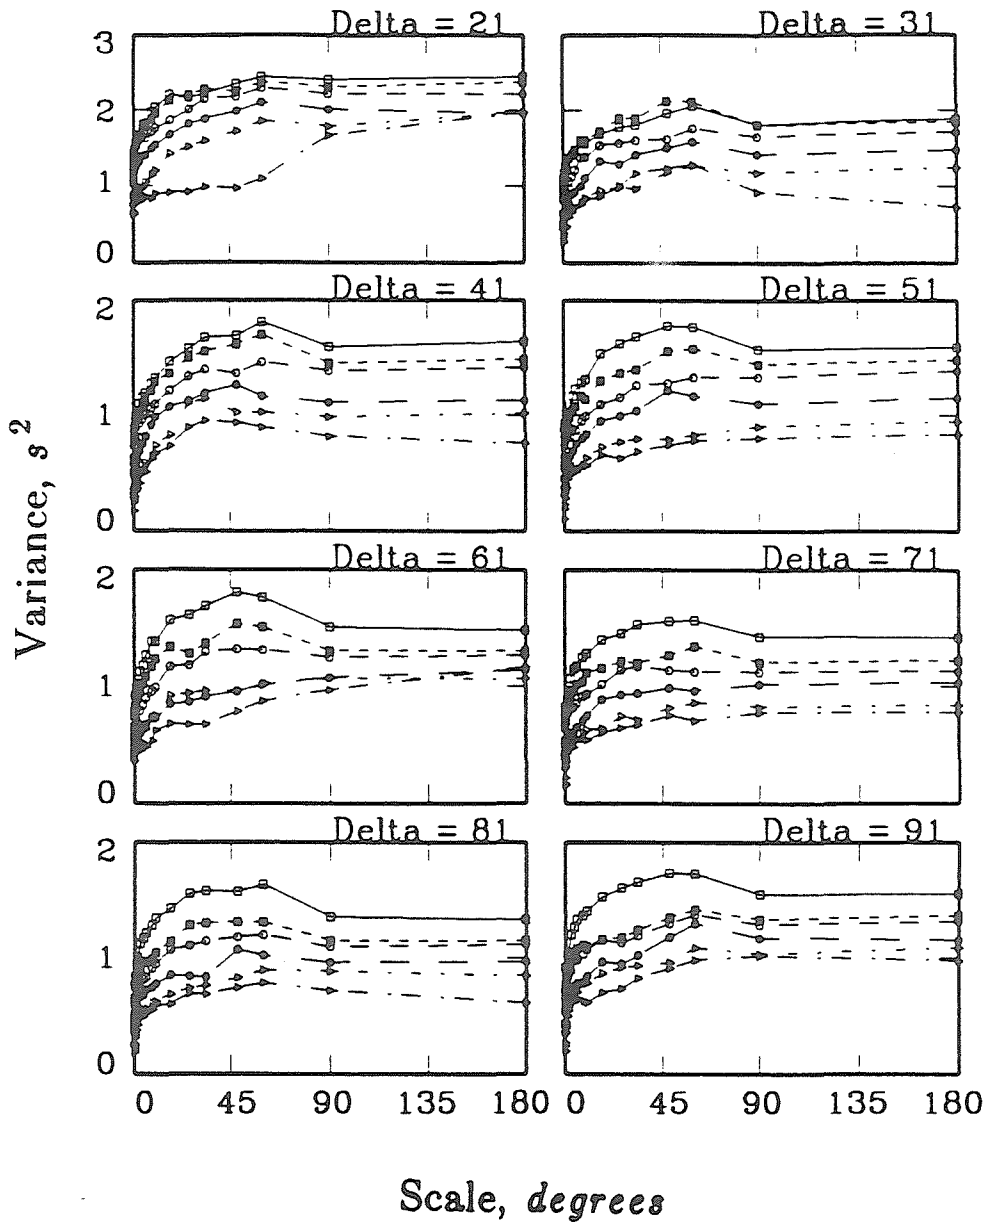 Delta = 21
Delta = 31
3
2
1
0
Delta = 41
Delta = 51
2
1
0
Variance, s 2
Delta = 61
Delta = 71
2
1
0
Delta = 81
Delta = 91
2
1
0
0 45 90 135 180 0 45 90 135 180
Scale, degrees